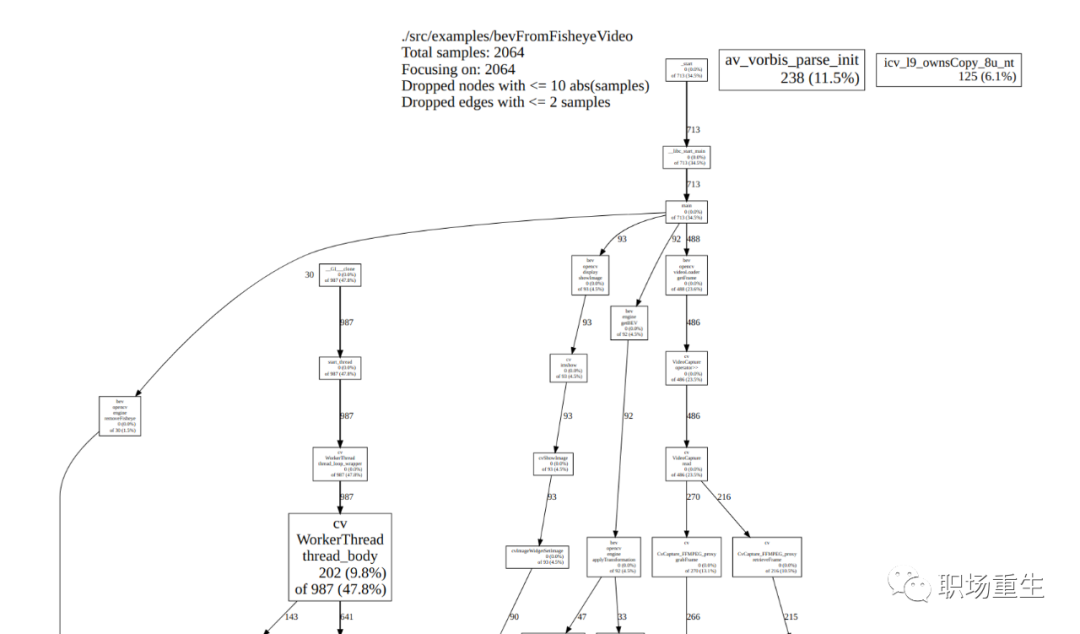 ./src/examples/bevFromFisheyeVideo
Total samples: 2064
Focusing on: 2064
Dropped nodes with <= 10 abs(samples)
Dropped edges with <= 2 samples
_start
0 (0.0%)
of 713 (34.5%)
av_vorbis_parse_init
238 (11.5%)
icv_l9_ownsCopy_8u_nt
125 (6.1%)
713
__libc_start_main
0 (0.0%)
of 713 (34.5%)
713
main
0 (0.0%)
of 713 (34.5%)
93
92
488
30
__GI___clone
0 (0.0%)
of 987 (47.8%)
bev
opencv
display
showImage
0 (0.0%)
of 93 (4.5%)
bev
opencv
videoLoader
getFrame
0 (0.0%)
of 488 (23.6%)
987
93
bev
engine
getBEV
0 (0.0%)
of 92 (4.5%)
486
start_thread
0 (0.0%)
of 987 (47.8%)
cv
imshow
0 (0.0%)
of 93 (4.5%)
cv
VideoCapture
operator>>
0 (0.0%)
of 486 (23.5%)
bev
opencv
engine
removeFisheye
0 (0.0%)
of 30 (1.5%)
987
93
92
486
cv
WorkerThread
thread_loop_wrapper
0 (0.0%)
of 987 (47.8%)
cvShowImage
0 (0.0%)
of 93 (4.5%)
cv
VideoCapture
read
0 (0.0%)
of 486 (23.5%)
987
93
270
216
cv
WorkerThread
thread_body
202 (9.8%)
of 987 (47.8%)
cvImageWidgetSetImage
0 (0.0%)
of 93 (4.5%)
bev
opencv
engine
applyTransformation
0 (0.0%)
of 92 (4.5%)
cv
CvCapture_FFMPEG_proxy
grabFrame
0 (0.0%)
of 270 (13.1%)
cv
CvCapture_FFMPEG_proxy
retrieveFrame
0 (0.0%)
of 216 (10.5%)
职场重生
143
641
90
47
33
266
215